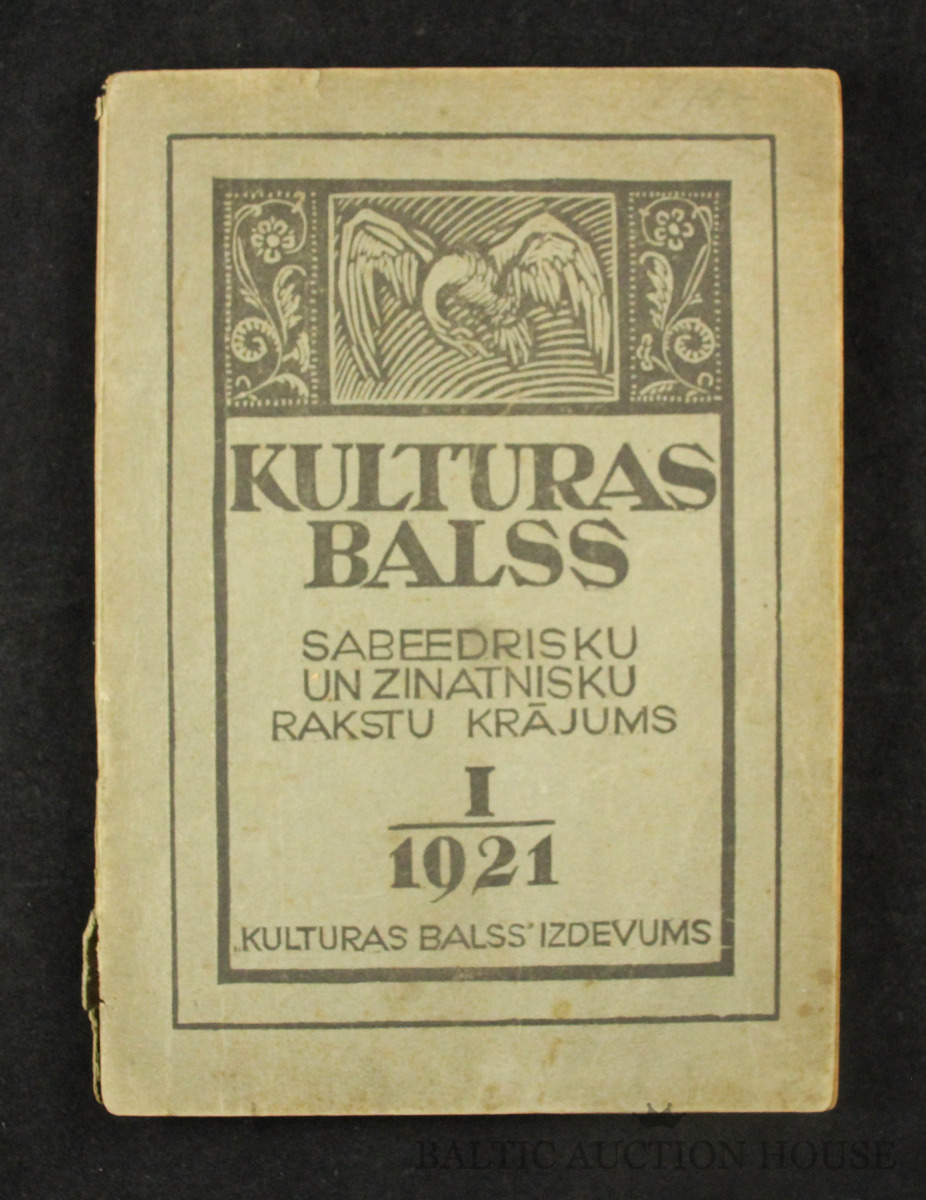 KULTURAS
BALSS
SABEEDRISKU
UN ZINATNISKU
RAKSTU KRĀJUMS
I
1921
„KULTURAS BALSS" IZDEVUMS
BALTIC AUCTION HOUSE